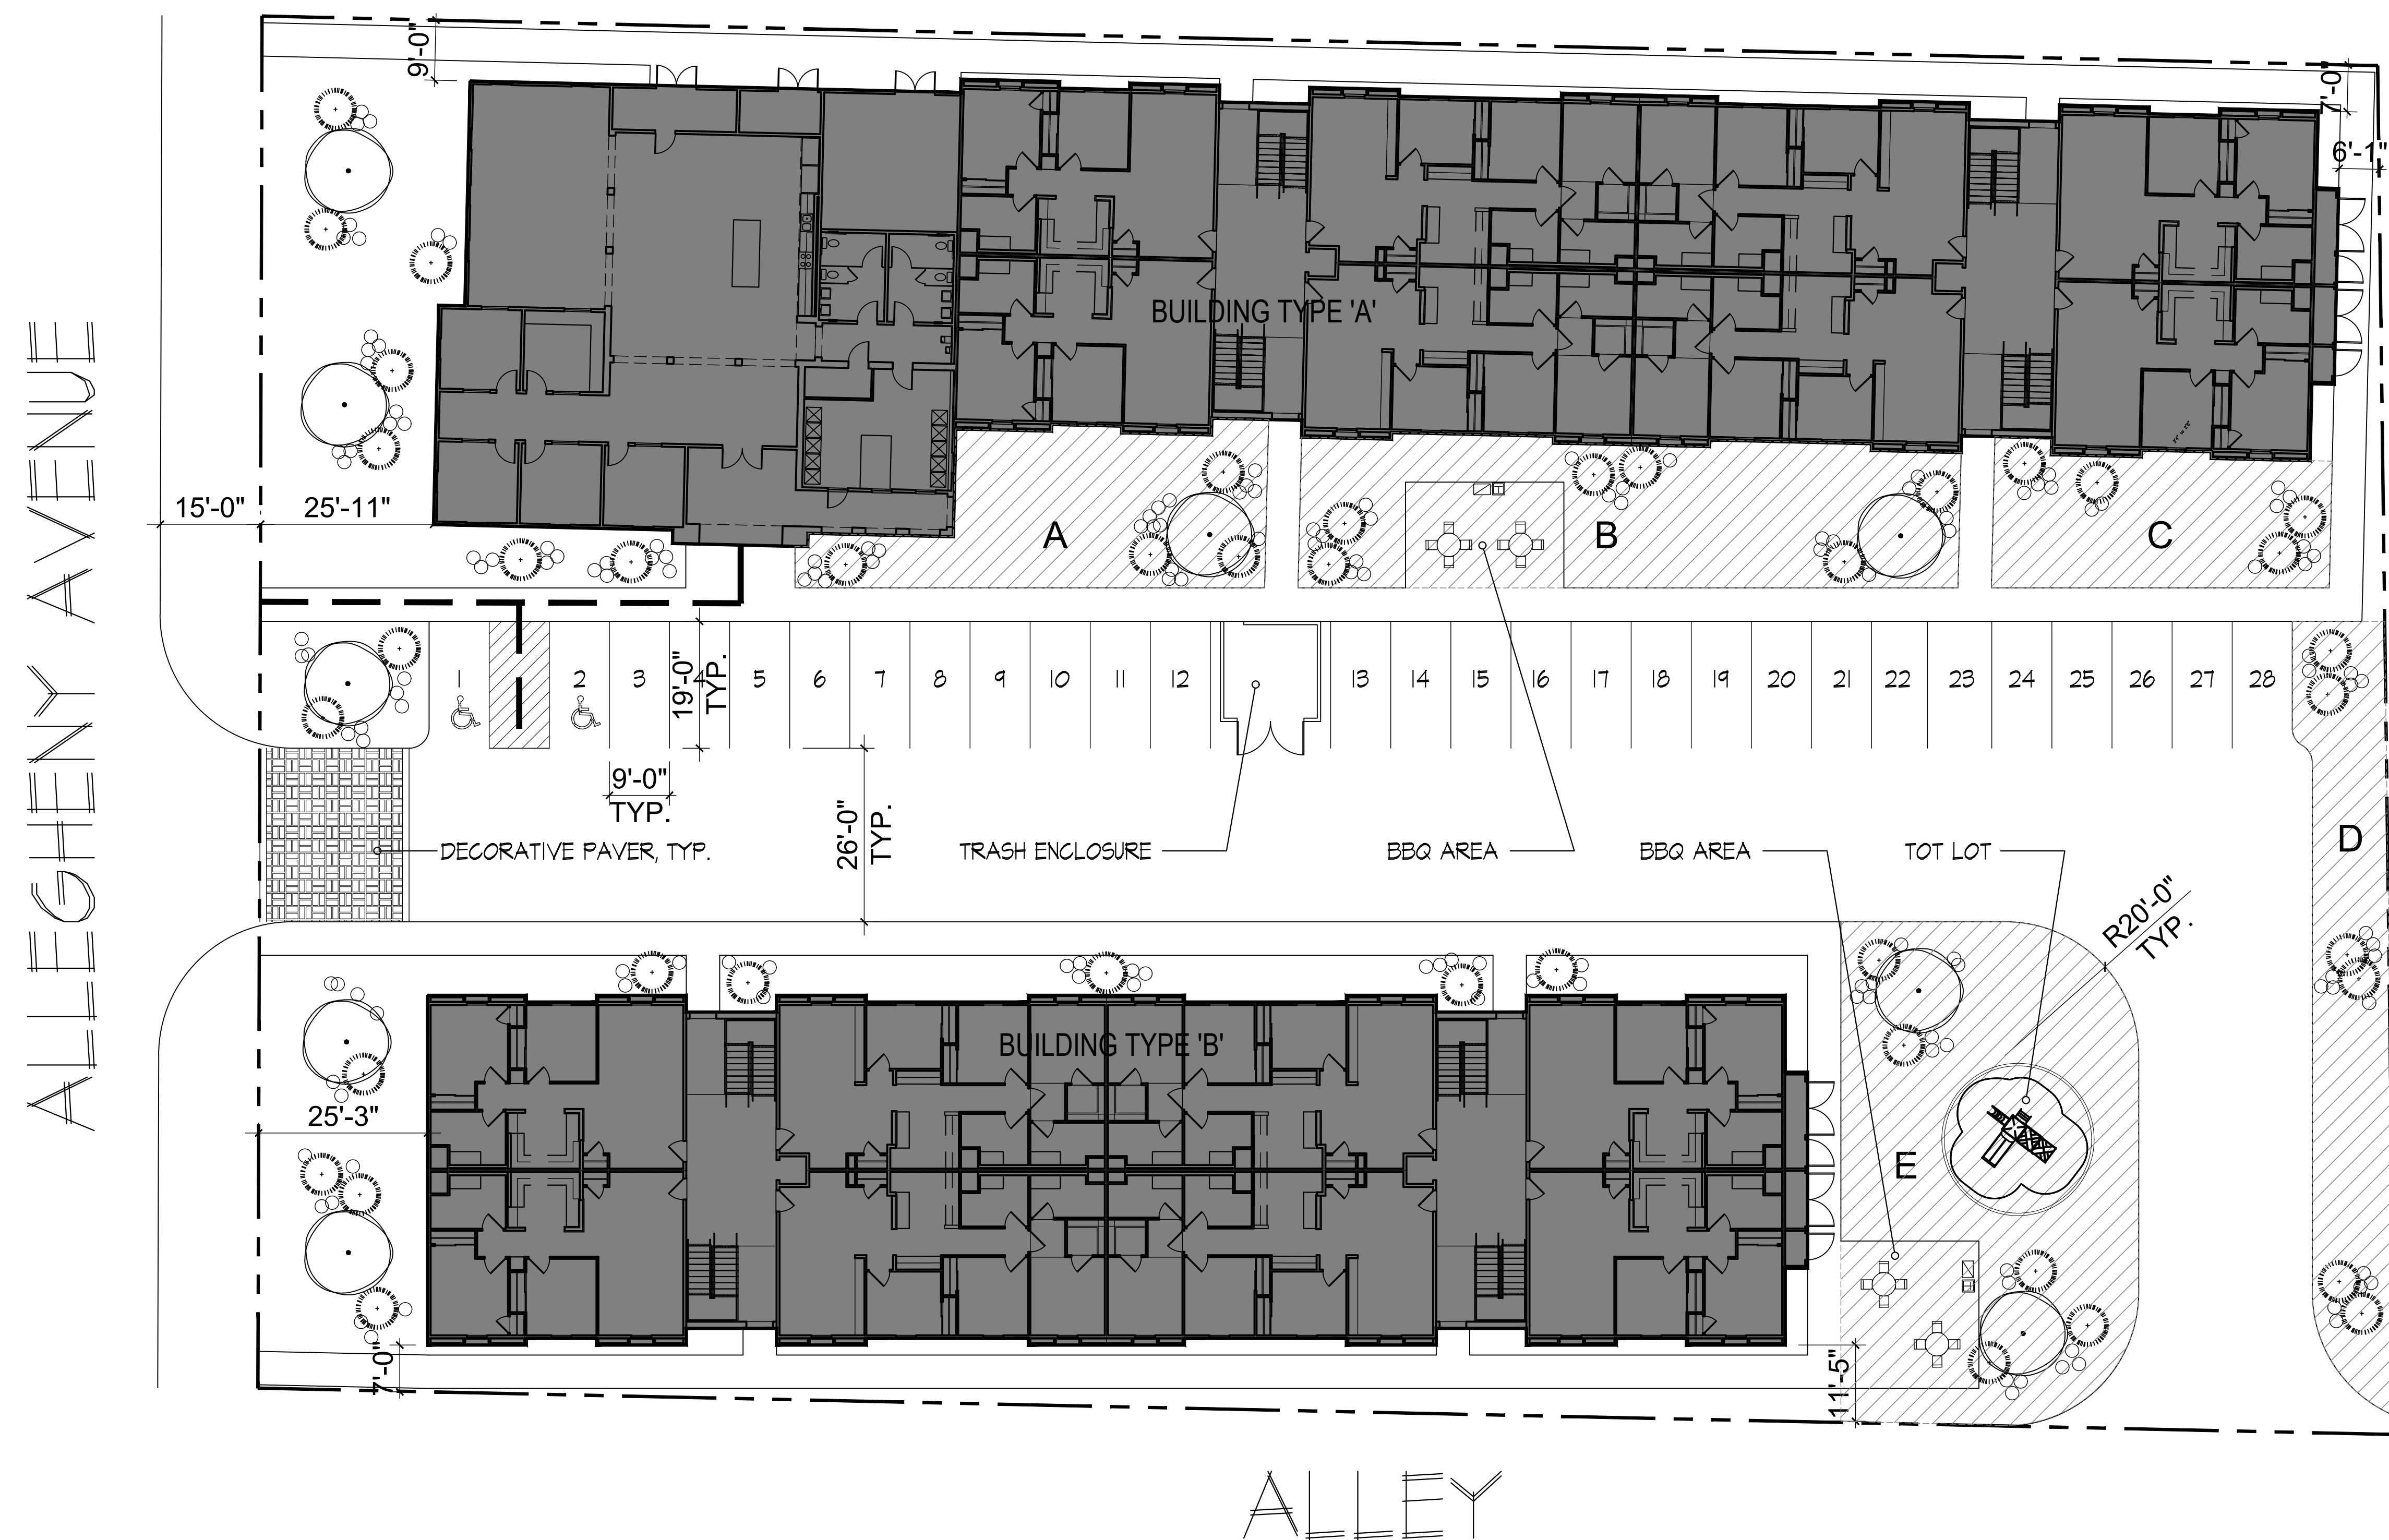 9'-0"
7'-0"
6'-1"
BUILDING TYPE 'A'
ALLEGHENY AVENUE
15'-0"
25'-11"
A
B
C
1
2
3
4
5
6
7
8
9
10
11
12
13
14
15
16
17
18
19
20
21
22
23
24
25
26
27
28
19'-0"
TYP.
9'-0"
TYP.
26'-0"
TYP.
DECORATIVE PAVER, TYP.
TRASH ENCLOSURE
BBQ AREA
BBQ AREA
TOT LOT
D
R20'-0"
TYP.
BUILDING TYPE 'B'
25'-3"
E
7'-0"
11'-5"
ALLEY